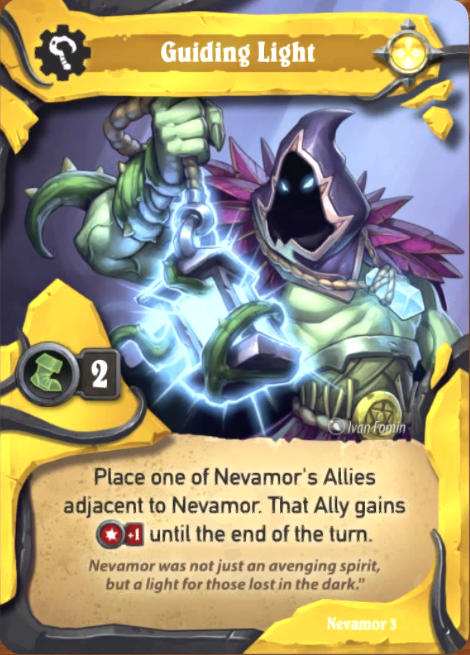 Guiding Light
2
Ivan Fomin
Place one of Nevamor's Allies
adjacent to Nevamor. That Ally gains
+1 until the end of the turn.
Nevamor was not just an avenging spirit,
but a light for those lost in the dark."
Nevamor 3